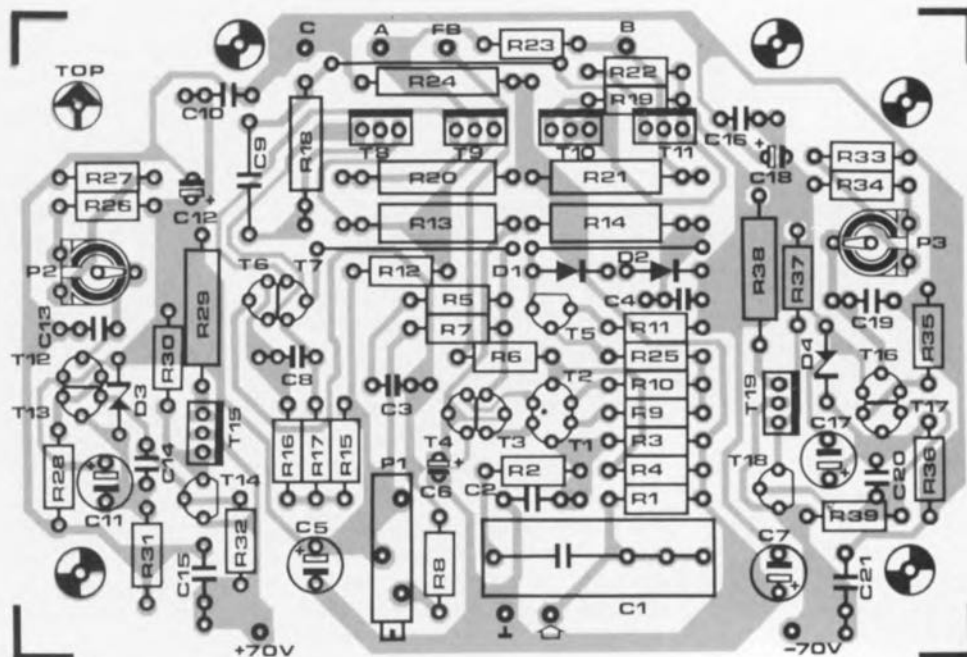 C A FB R23 B
TOP
R22
R24
C10
R19
R18
C9
T8 T9 T10 T11
C16
+
C18
R33
R27
R20 R21
R34
R26
+
C12
R13 R14
P2
P3
T6 T7
R12
D1 D2
R38
R37
R29
R5
C4
C19
R35
C13
R7
T5
R11
R30
T12
R6
R25
D4
T16
C8
C3
T2
R10
T13
D3
T15
R9
T19
C17
T17
R16 R17 R15
T4
T3
T1
R3
+
C6
R28
C14
R2
R4
T18
+
C20
R36
+
C11
T14
P1
C2
R1
R39
R31
R32
C5
+
R8
C7
+
C15
C1
C21
⊥
+70V
-70V